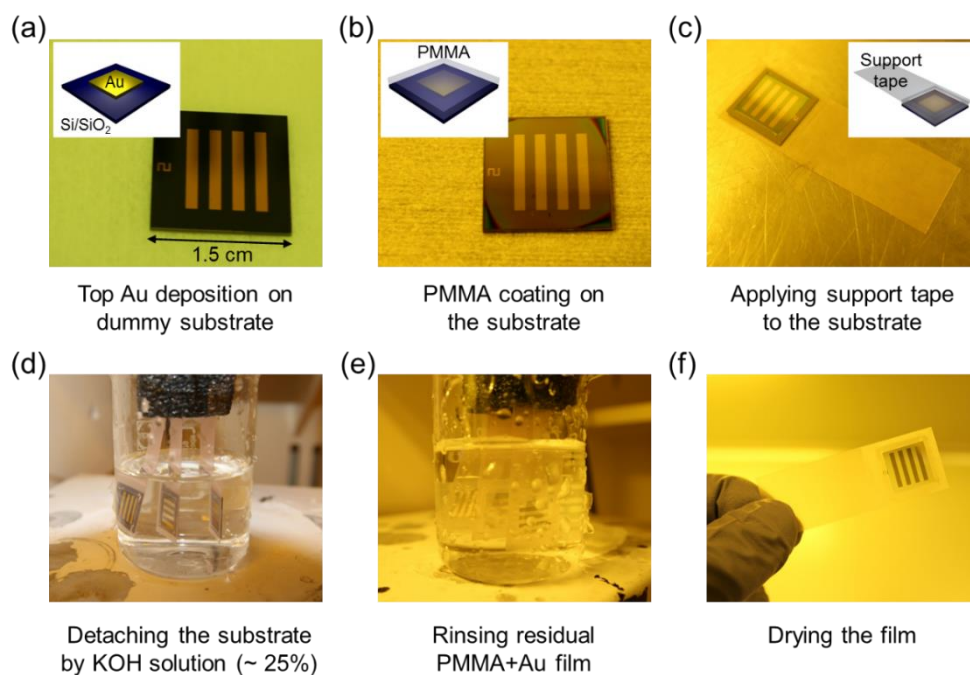 (a)
Au
Si/SiO₂
1.5 cm
Top Au deposition on
dummy substrate
(b)
PMMA
PMMA coating on
the substrate
(c)
Support
tape
Applying support tape
to the substrate
(d)
Detaching the substrate
by KOH solution (~ 25%)
(e)
Rinsing residual
PMMA+Au film
(f)
Drying the film